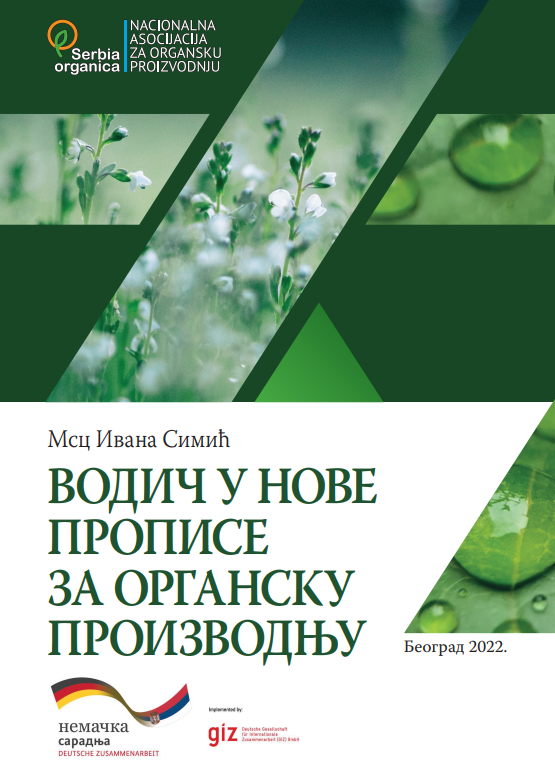 Serbia
organica
NACIONALNA
ASOCIJACIJA
ZA ORGANSKU
PROIZVODNJU
Мсц Ивана Симић
ВОДИЧ У НОВЕ
ПРОПИСЕ
ЗА ОРГАНСКУ
ПРОИЗВОДЊУ
Београд 2022.
немачка
сарадња
DEUTSCHE ZUSAMMENARBEIT
Implemented by:
giz
Deutsche Gesellschaft
für Internationale
Zusammenarbeit (GIZ) GmbH